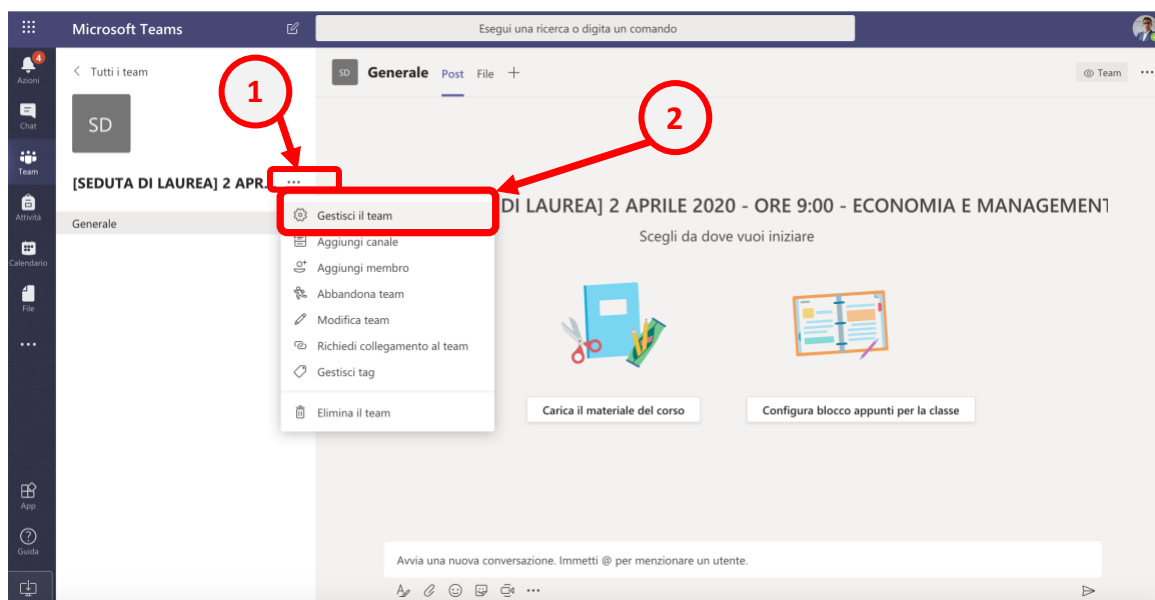 Microsoft Teams
Esegui una ricerca o digita un comando
4
Azioni
Chat
Team
Attività
Calendario
File
App
Guida
Tutti i team
SD
[SEDUTA DI LAUREA] 2 APR...
Generale
1
2
Gestisci il team
Aggiungi canale
Aggiungi membro
Abbandona team
Modifica team
Richiedi collegamento al team
Gestisci tag
Elimina il team
SD Generale Post File
Team
DI LAUREA] 2 APRILE 2020 - ORE 9:00 - ECONOMIA E MANAGEMENT
Scegli da dove vuoi iniziare
Carica il materiale del corso
Configura blocco appunti per la classe
Avvia una nuova conversazione. Immetti @ per menzionare un utente.